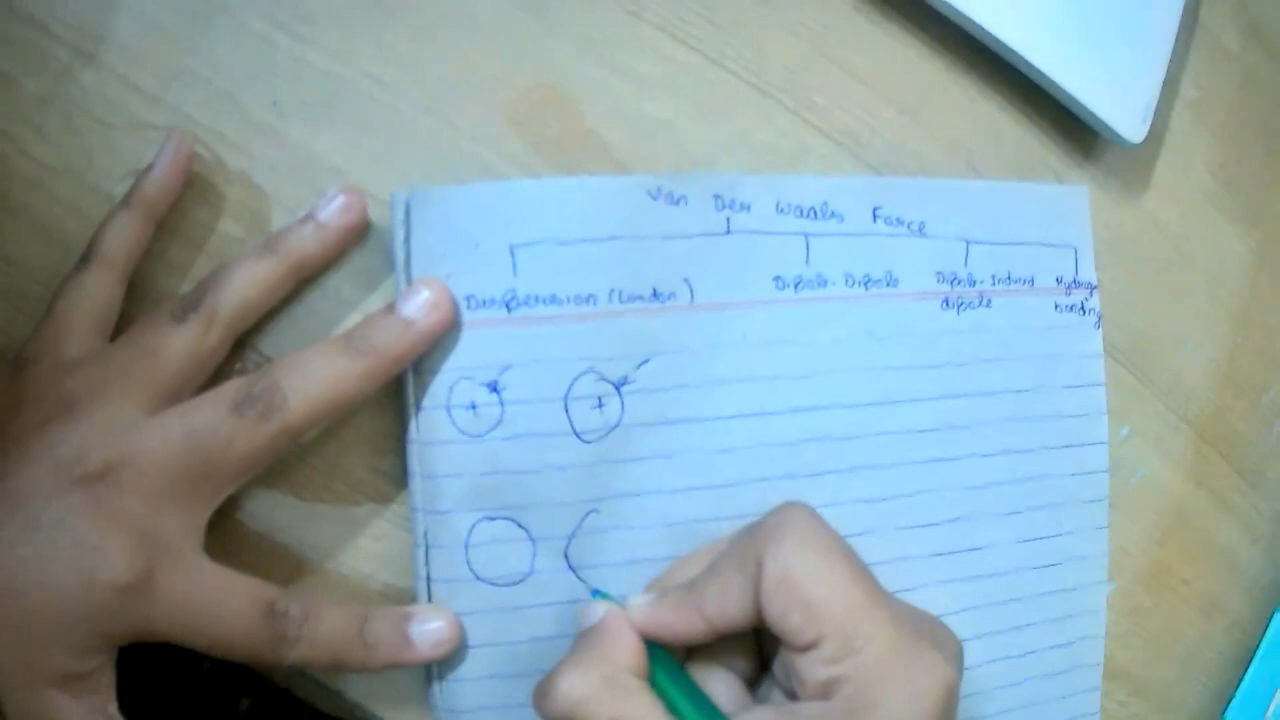 Van Der Waals Force
Dispersion (London) Dipole-Dipole Dipole-Induced Hydrogen
dipole bonding
+ +